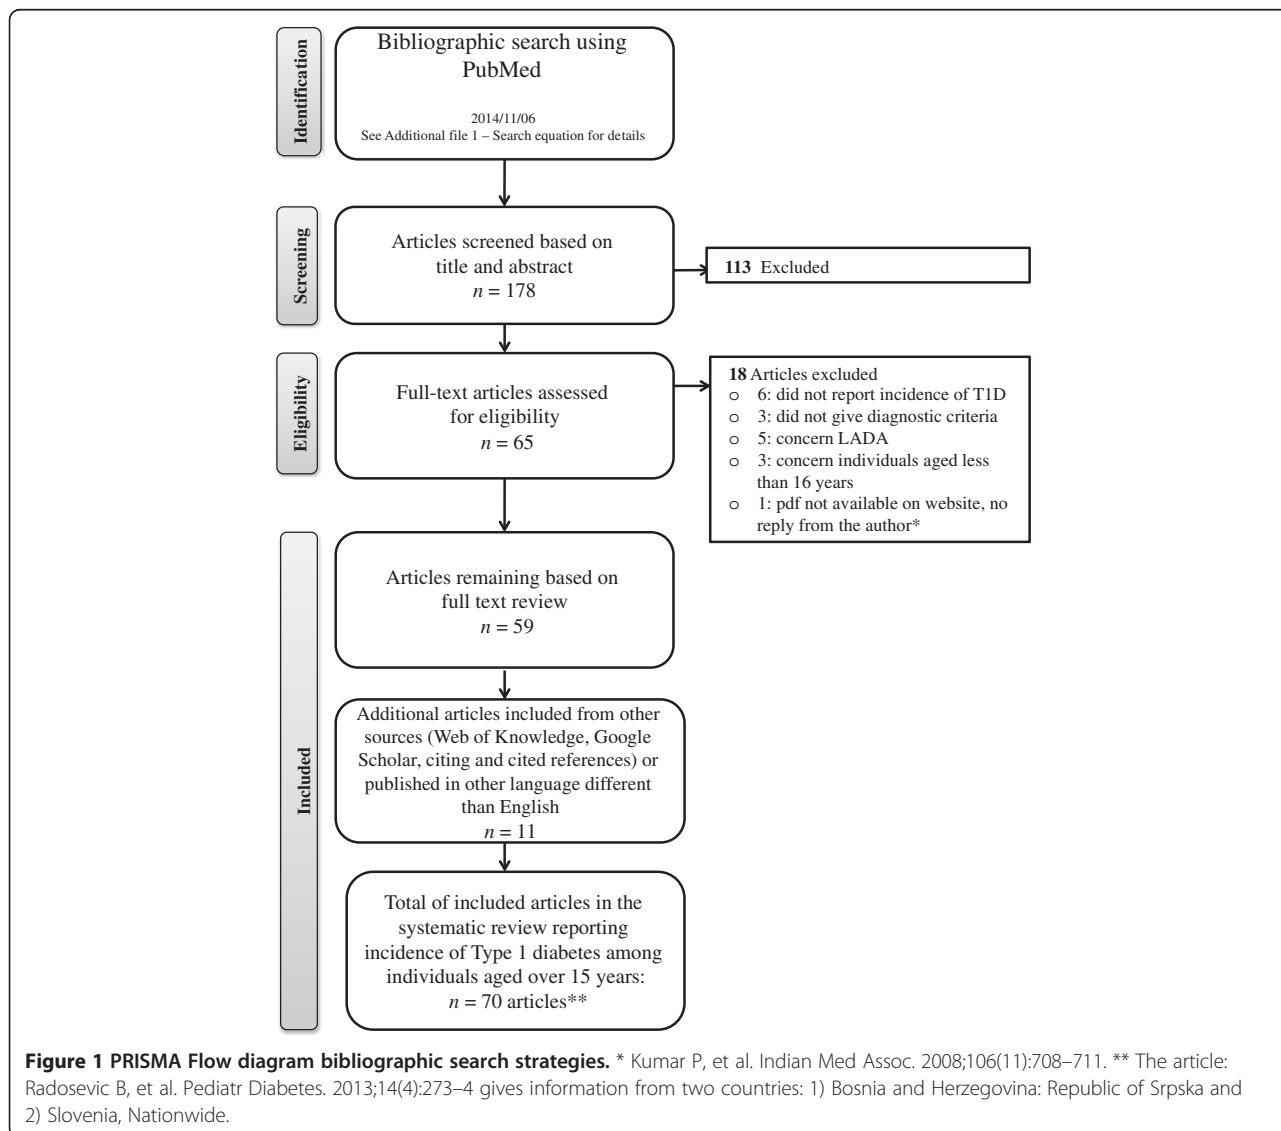 Identification
Bibliographic search using
PubMed
2014/11/06
See Additional file 1 – Search equation for details
Screening
Articles screened based on
title and abstract
n = 178
113 Excluded
Eligibility
Full-text articles assessed
for eligibility
n = 65
18 Articles excluded
o 6: did not report incidence of T1D
o 3: did not give diagnostic criteria
o 5: concern LADA
o 3: concern individuals aged less
than 16 years
o 1: pdf not available on website, no
reply from the author*
Included
Articles remaining based on
full text review
n = 59
Additional articles included from other
sources (Web of Knowledge, Google
Scholar, citing and cited references) or
published in other language different
than English
n = 11
Total of included articles in the
systematic review reporting
incidence of Type 1 diabetes among
individuals aged over 15 years:
n = 70 articles**
Figure 1 PRISMA Flow diagram bibliographic search strategies. * Kumar P, et al. Indian Med Assoc. 2008;106(11):708–711. ** The article:
Radosevic B, et al. Pediatr Diabetes. 2013;14(4):273–4 gives information from two countries: 1) Bosnia and Herzegovina: Republic of Srpska and
2) Slovenia, Nationwide.